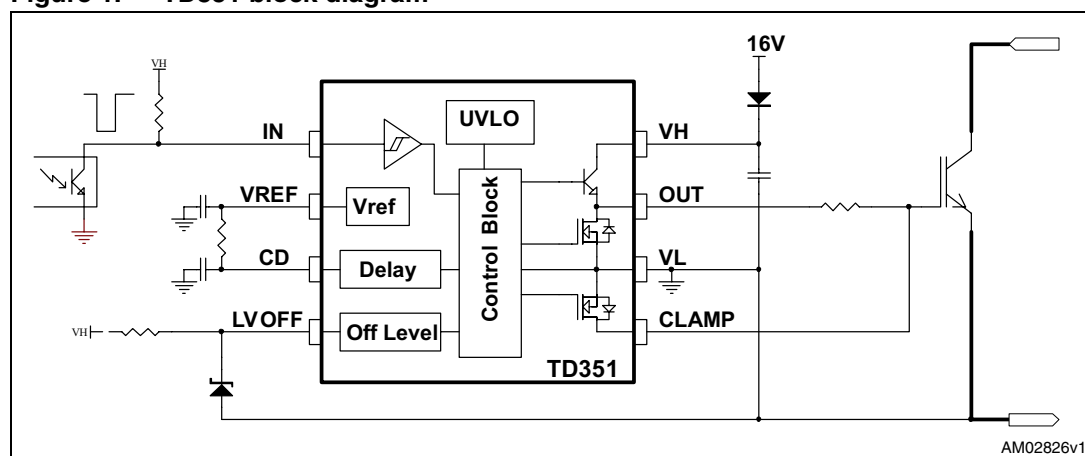 Figure 1. TD351 block diagram
16V
VH
UVLO
IN
VH
VREF
Vref
OUT
Control Block
CD
Delay
VL
VH
LVOFF
Off Level
CLAMP
TD351
AM02826v1